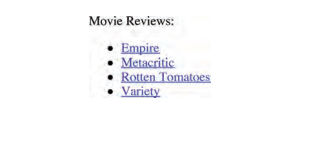 Movie Reviews:
• Empire
• Metacritic
• Rotten Tomatoes
• Variety